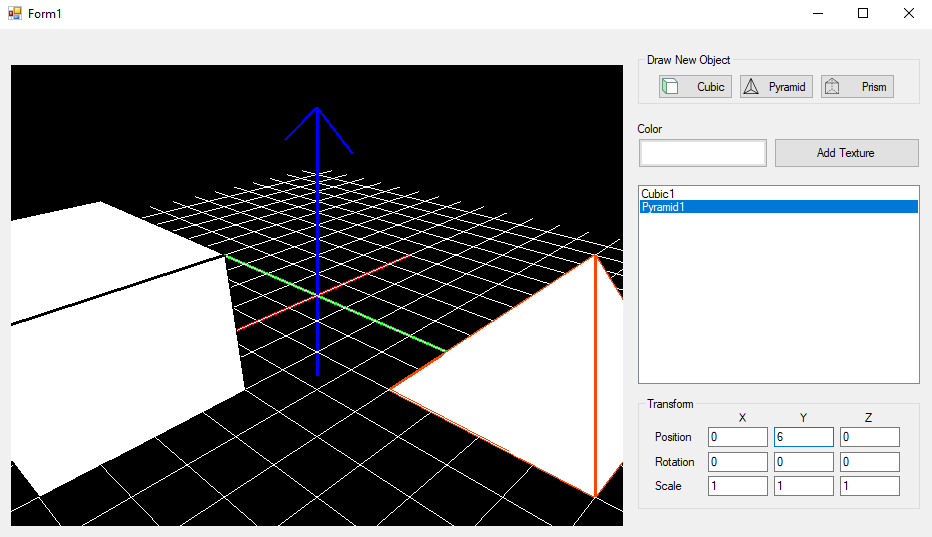 Form1
Draw New Object
Cubic Pyramid Prism
Color
Add Texture
Cubic1
Pyramid1
Transform
X Y Z
Position 0 6 0
Rotation 0 0 0
Scale 1 1 1